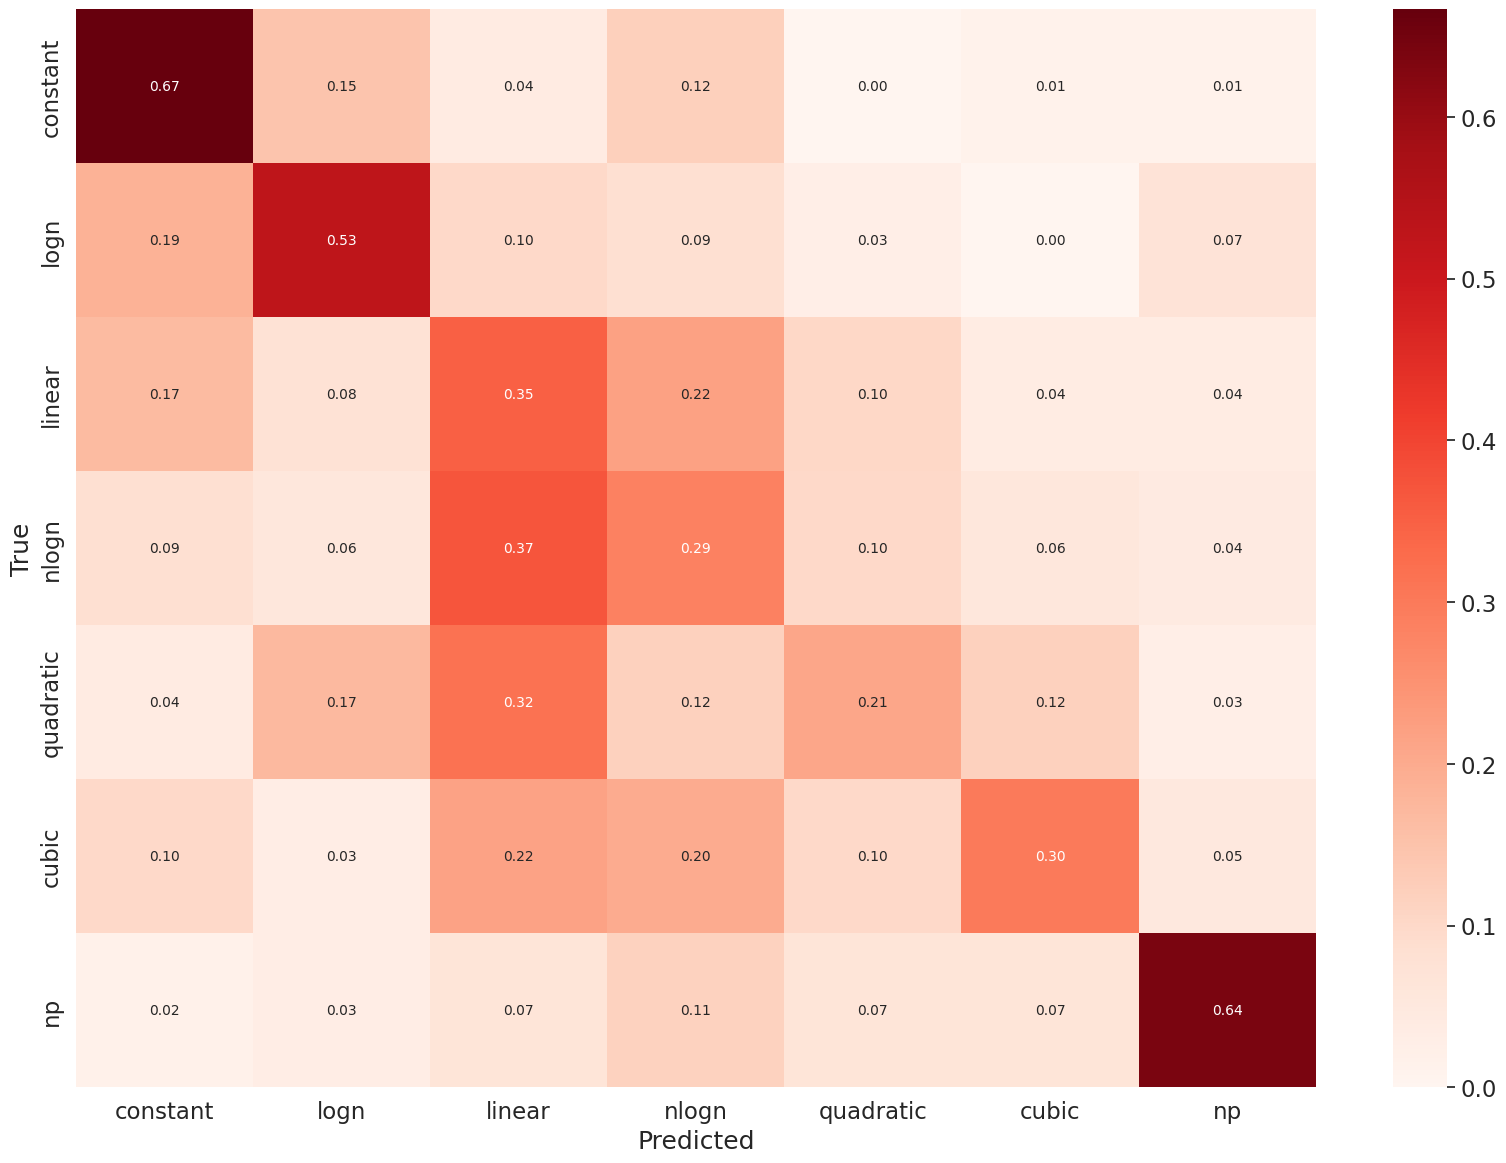 constant 0.67 0.15 0.04 0.12 0.00 0.01 0.01
logn 0.19 0.53 0.10 0.09 0.03 0.00 0.07
linear 0.17 0.08 0.35 0.22 0.10 0.04 0.04
nlogn 0.09 0.06 0.37 0.29 0.10 0.06 0.04
quadratic 0.04 0.17 0.32 0.12 0.21 0.12 0.03
cubic 0.10 0.03 0.22 0.20 0.10 0.30 0.05
np 0.02 0.03 0.07 0.11 0.07 0.07 0.64
True
constant logn linear nlogn quadratic cubic np
Predicted
0.6
0.5
0.4
0.3
0.2
0.1
0.0